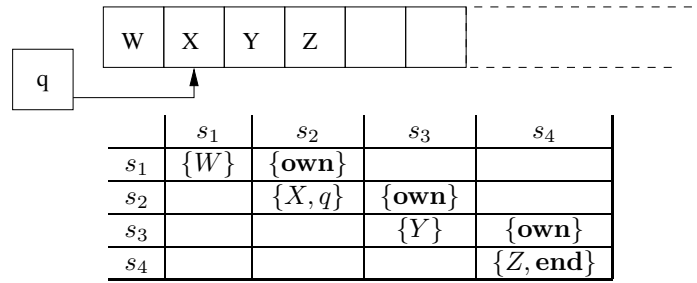 W X Y Z
q
s₁ s₂ s₃ s₄
s₁ {W} {own}
s₂ {X, q} {own}
s₃ {Y} {own}
s₄ {Z, end}